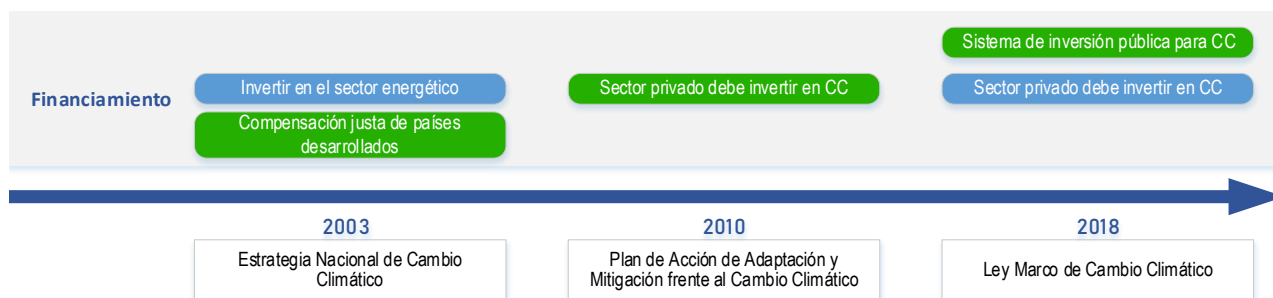 Sistema de inversión pública para CC
Financiamiento
Invertir en el sector energético
Sector privado debe invertir en CC
Sector privado debe invertir en CC
Compensación justa de países
desarrollados
2003
2010
2018
Estrategia Nacional de Cambio
Climático
Plan de Acción de Adaptación y
Mitigación frente al Cambio Climático
Ley Marco de Cambio Climático